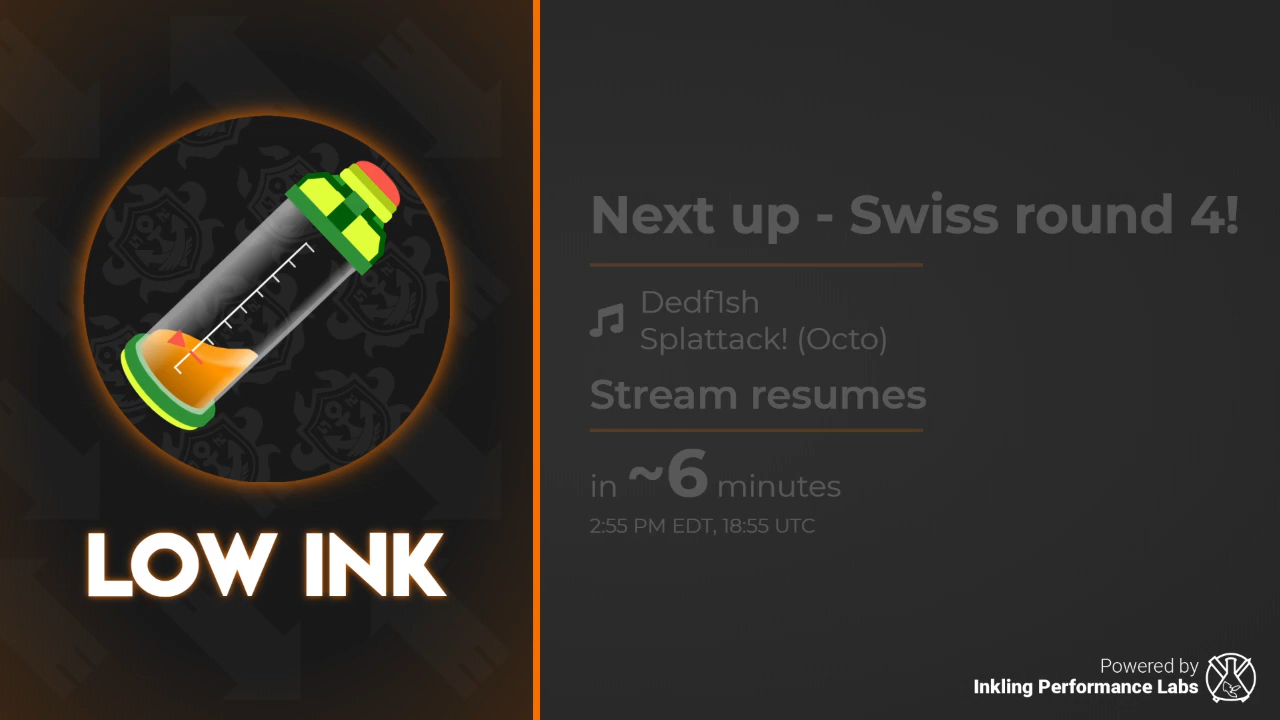 LOW INK
Next up - Swiss round 4!
Dedf1sh
Splattack! (Octo)
Stream resumes
in ~6 minutes
2:55 PM EDT, 18:55 UTC
Powered by
Inkling Performance Labs